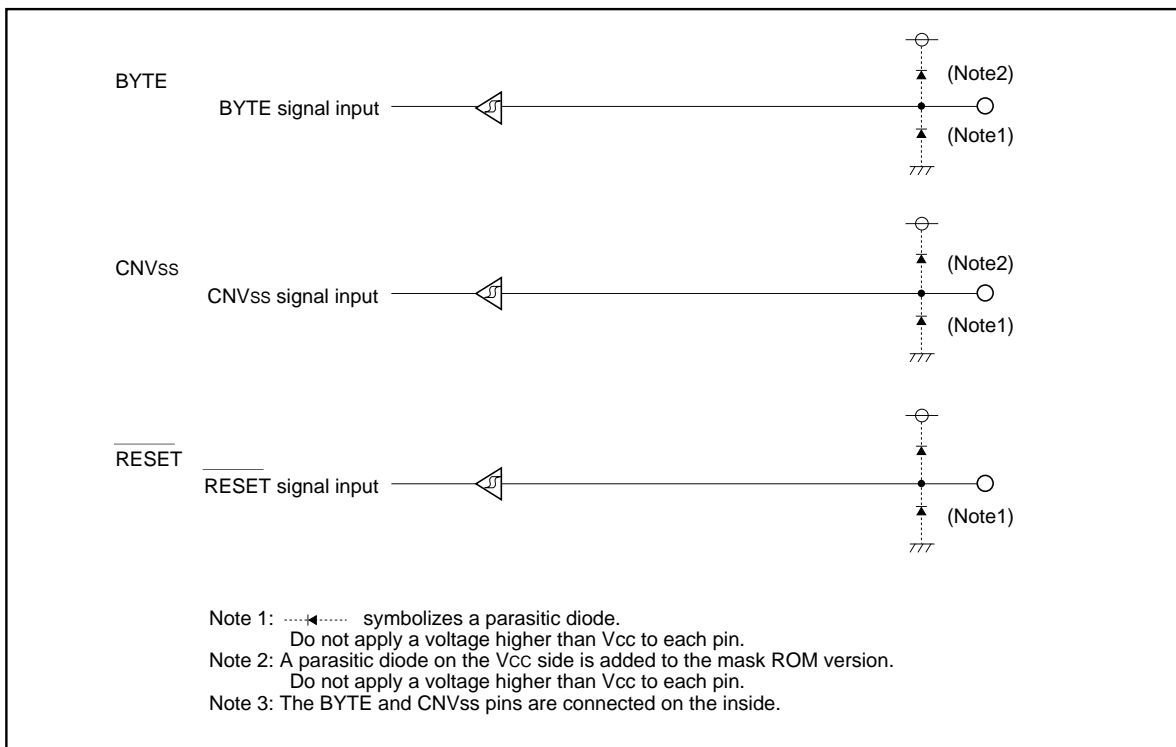 BYTE
BYTE signal input
(Note2)
(Note1)
CNVss
CNVss signal input
(Note2)
(Note1)
RESET
RESET signal input
(Note1)
Note 1: symbolizes a parasitic diode.
Do not apply a voltage higher than Vcc to each pin.
Note 2: A parasitic diode on the VCC side is added to the mask ROM version.
Do not apply a voltage higher than Vcc to each pin.
Note 3: The BYTE and CNVss pins are connected on the inside.